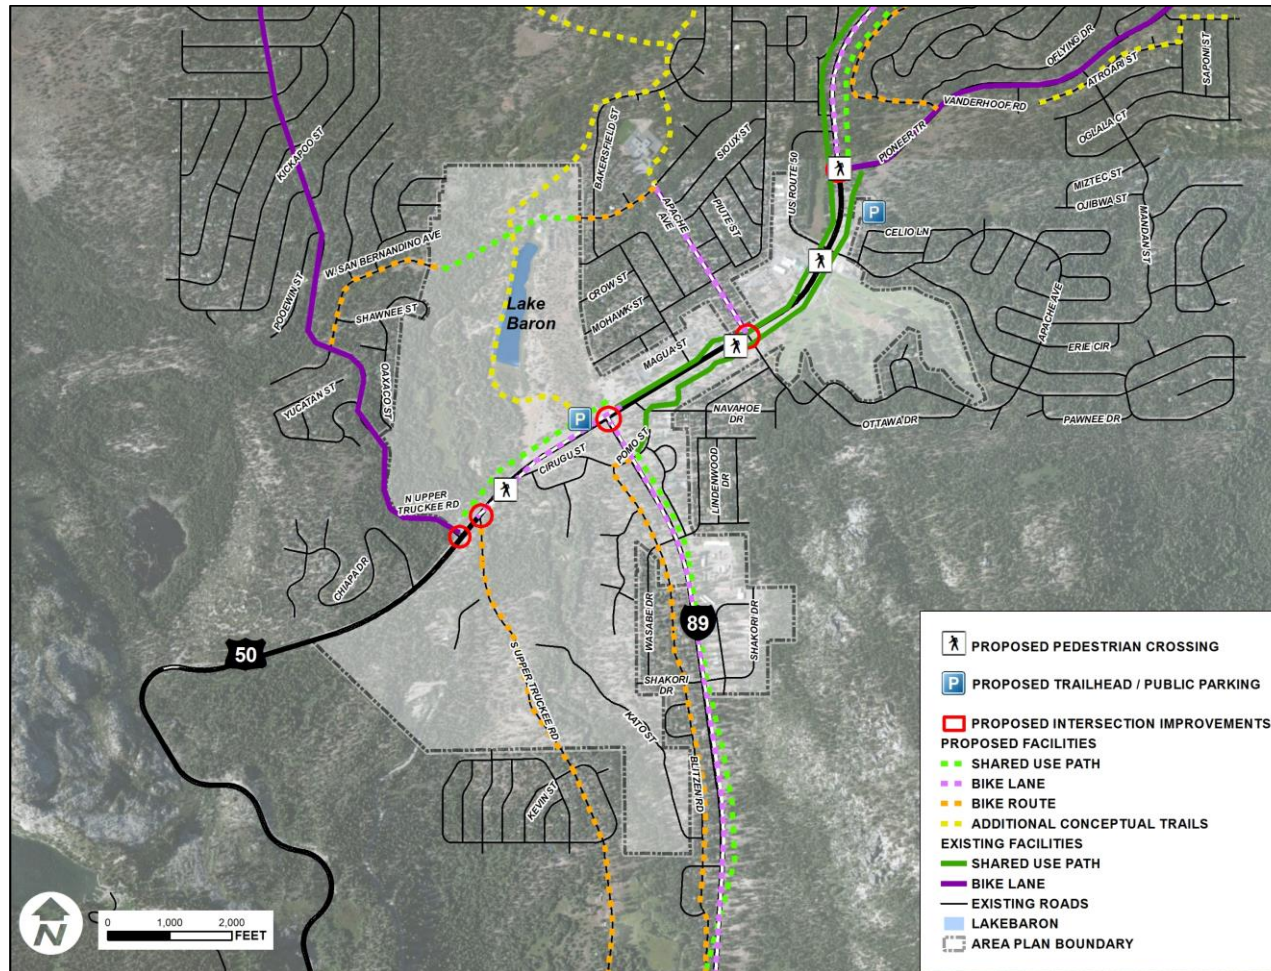 OFLYING DR
ATROARI ST
SAPONI ST
VANDERHOOF RD
OGLALA CT
PIONEER TR
BAKERSFIELD ST
SIOUX ST
KICKAPOO ST
US ROUTE 50
MIZTEC ST
OJIBWA ST
MANDAN ST
APACHE
AVE
PIUTE ST
P
CELIO LN
W. SAN BERNANDINO AVE
POOEWIN ST
CROW ST
MOHAWK ST
Lake
Baron
SHAWNEE ST
APACHE AVE
ERIE CIR
MAGUA ST
OAXACO ST
YUCATAN ST
P
NAVAHOE
DR
OTTAWA DR
PAWNEE DR
POMO ST
CIRUGU ST
LINDENWOOD
DR
N UPPER
TRUCKEE RD
CHIAPA DR
WASABE DR
SHAKORI DR
89
50
S UPPER TRUCKEE RD
SHAKORI
DR
KATO ST
BLITZEN RD
KEVIN ST
PROPOSED PEDESTRIAN CROSSING
P PROPOSED TRAILHEAD / PUBLIC PARKING
PROPOSED INTERSECTION IMPROVEMENTS
PROPOSED FACILITIES
SHARED USE PATH
BIKE LANE
BIKE ROUTE
ADDITIONAL CONCEPTUAL TRAILS
EXISTING FACILITIES
SHARED USE PATH
BIKE LANE
EXISTING ROADS
LAKEBARON
AREA PLAN BOUNDARY
N
0 1,000 2,000
FEET